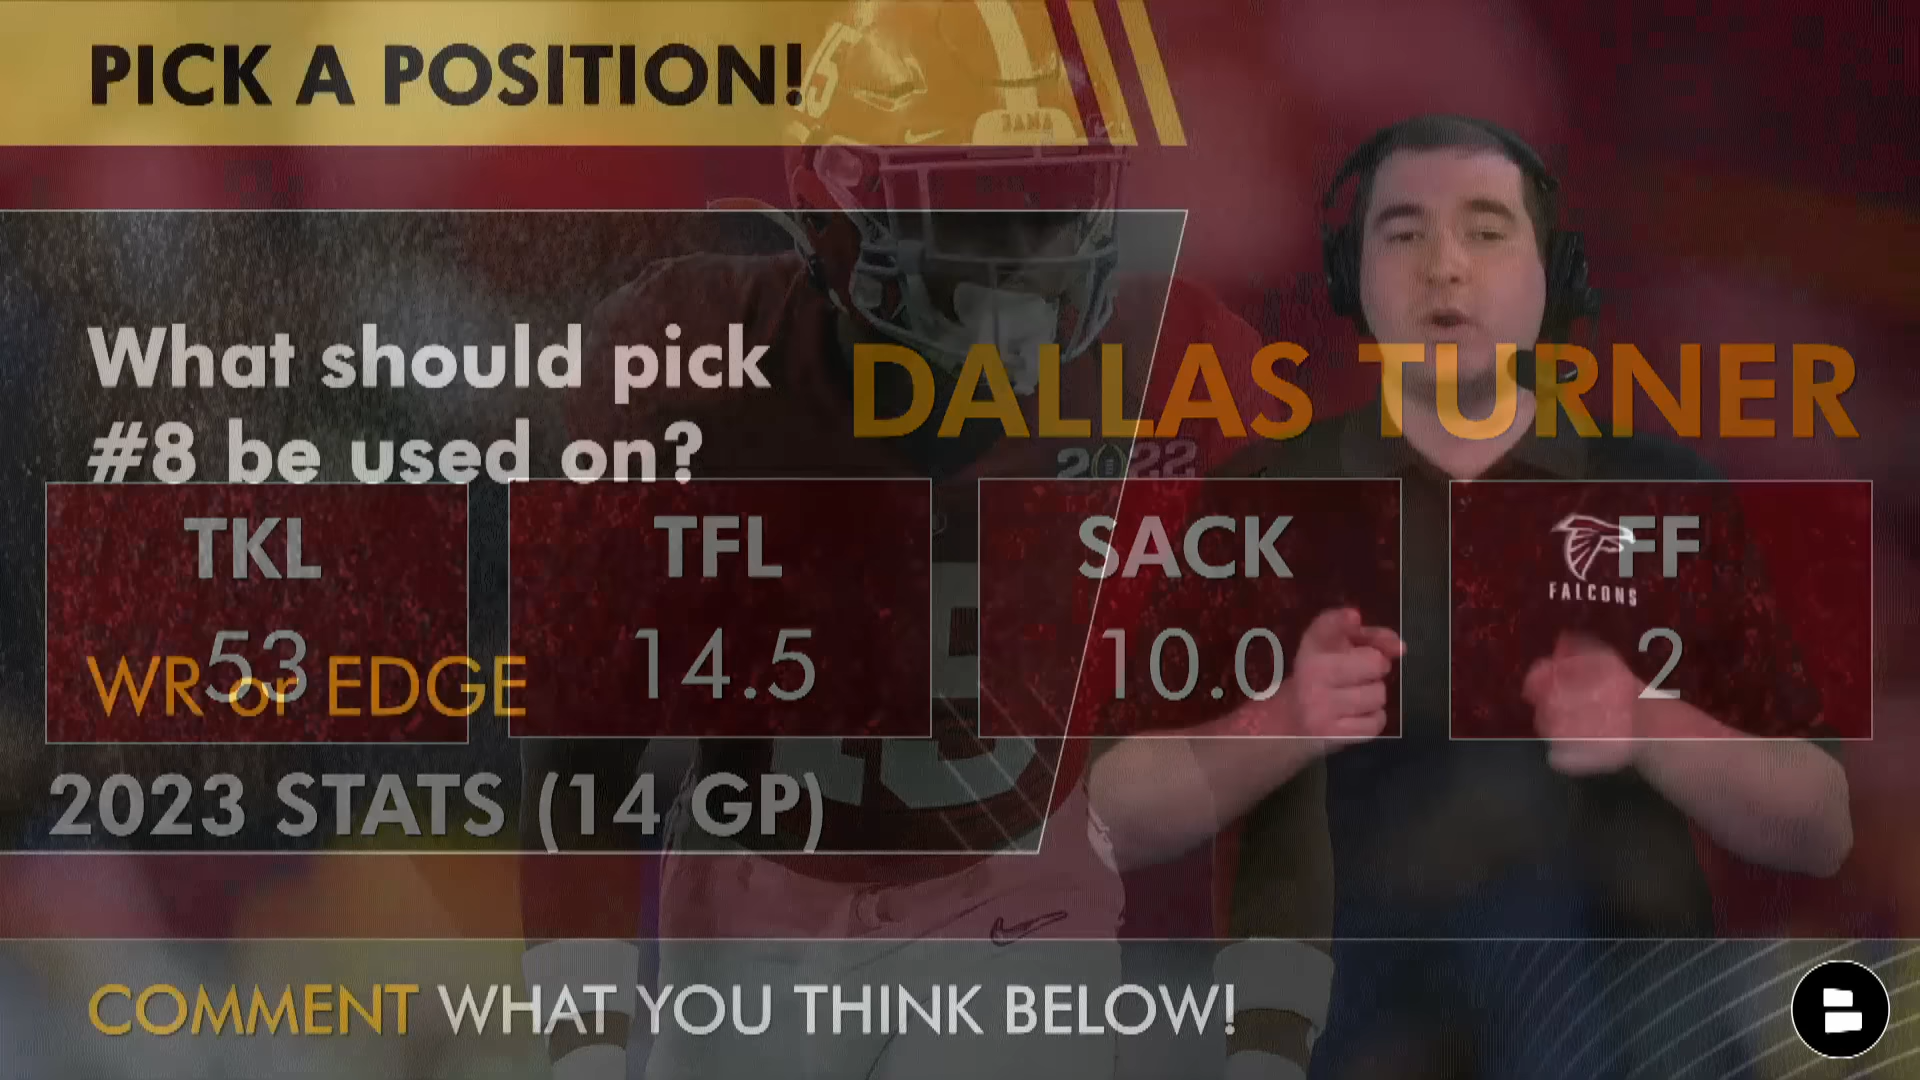 PICK A POSITION!
What should pick
#8 be used on?
DALLAS TURNER
2022
TKL
TFL
SACK
FF
FALCONS
53
14.5
10.0
2
WR or EDGE
2023 STATS (14 GP)
COMMENT WHAT YOU THINK BELOW!